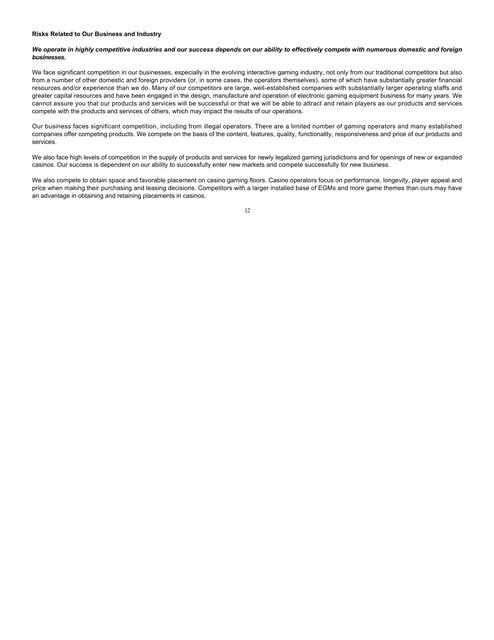 Risks Related to Our Business and Industry
We operate in highly competitive industries and our success depends on our ability to effectively compete with numerous domestic and foreign
businesses.
We face significant competition in our businesses, especially in the evolving interactive gaming industry, not only from our traditional competitors but also
from a number of other domestic and foreign providers (or, in some cases, the operators themselves), some of which have substantially greater financial
resources and/or experience than we do. Many of our competitors are large, well-established companies with substantially larger operating staffs and
greater capital resources and have been engaged in the design, manufacture and operation of electronic gaming equipment business for many years. We
cannot assure you that our products and services will be successful or that we will be able to attract and retain players as our products and services
compete with the products and services of others, which may impact the results of our operations.
Our business faces significant competition, including from illegal operators. There are a limited number of gaming operators and many established
companies offer competing products. We compete on the basis of the content, features, quality, functionality, responsiveness and price of our products and
services.
We also face high levels of competition in the supply of products and services for newly legalized gaming jurisdictions and for openings of new or expanded
casinos. Our success is dependent on our ability to successfully enter new markets and compete successfully for new business.
We also compete to obtain space and favorable placement on casino gaming floors. Casino operators focus on performance, longevity, player appeal and
price when making their purchasing and leasing decisions. Competitors with a larger installed base of EGMs and more game themes than ours may have
an advantage in obtaining and retaining placements in casinos.
12